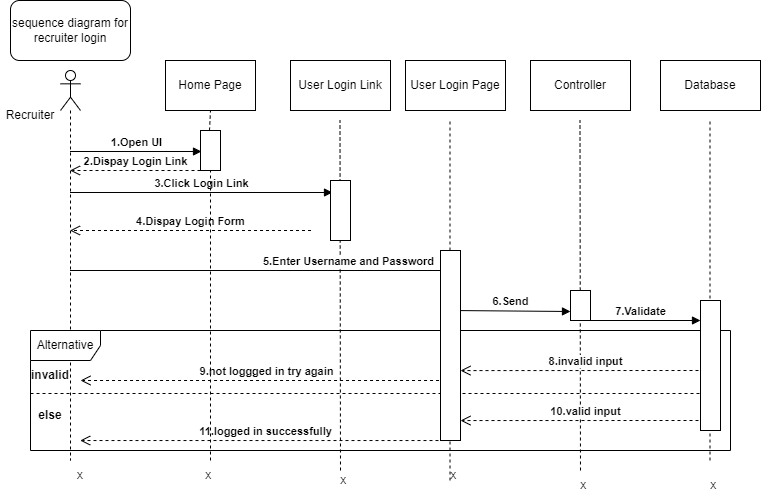 sequence diagram for
recruiter login
Home Page
User Login Link
User Login Page
Controller
Database
Recruiter
1.Open UI
2.Dispay Login Link
3.Click Login Link
4.Dispay Login Form
5.Enter Username and Password
6.Send
7.Validate
Alternative
8.invalid input
invalid
9.not loggged in try again
else
10.valid input
11.logged in successfully
X
X
X
X
X
X